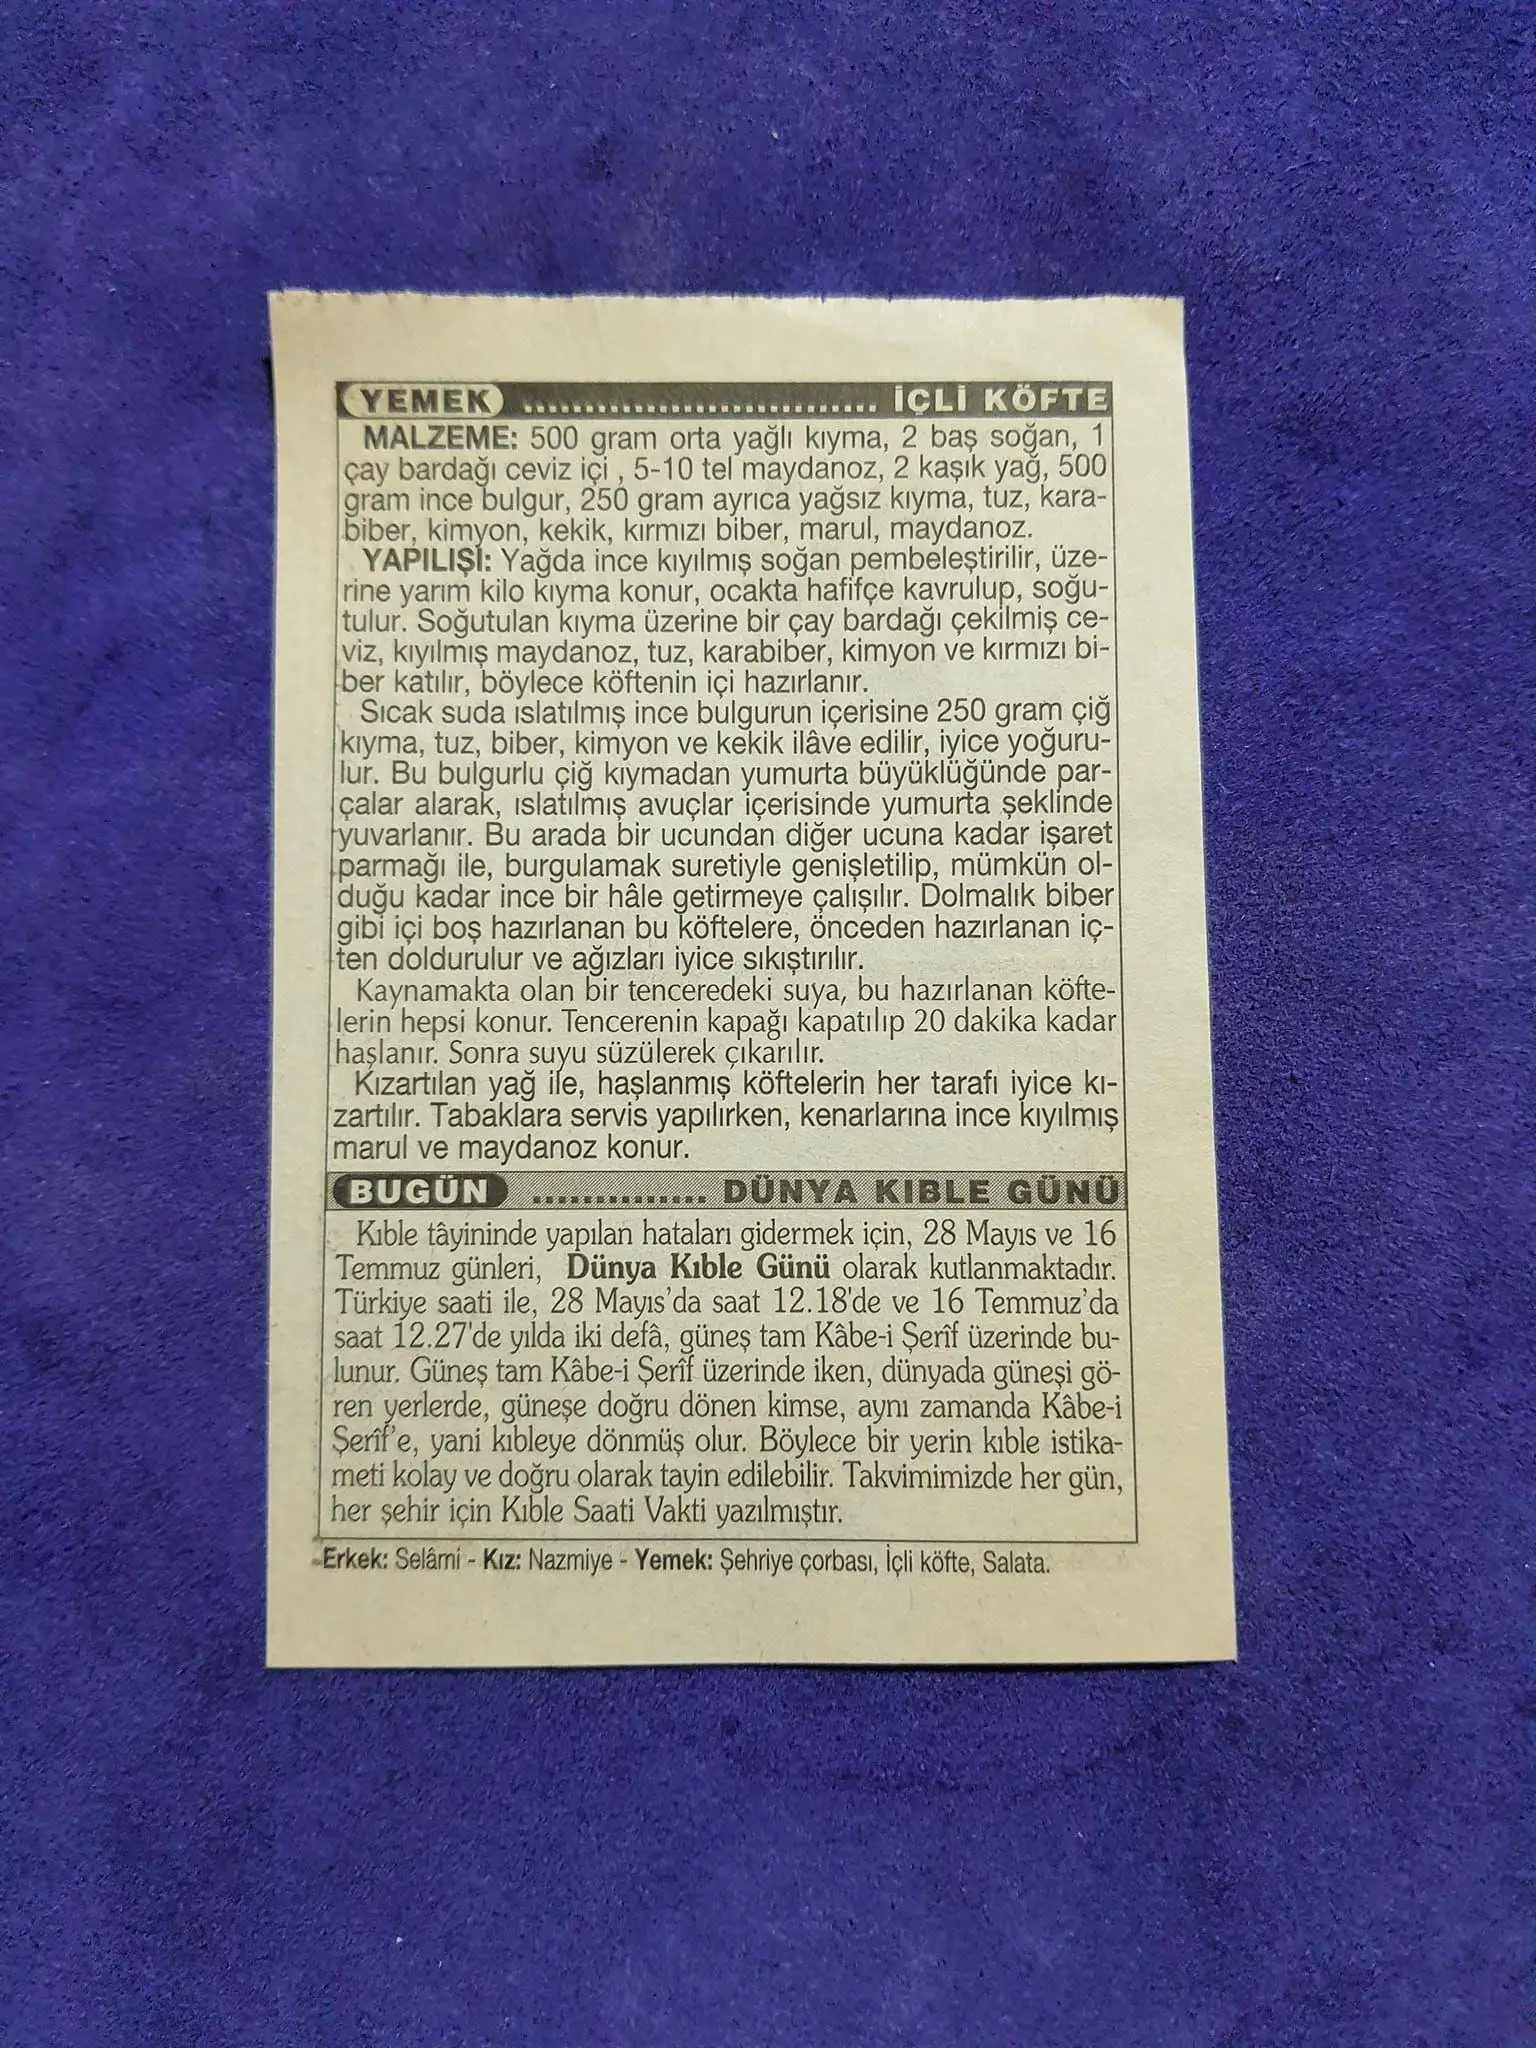 YEMEK ............................ İÇLİ KÖFTE
MALZEME: 500 gram orta yağlı kıyma, 2 baş soğan, 1
çay bardağı ceviz içi , 5-10 tel maydanoz, 2 kaşık yağ, 500
gram ince bulgur, 250 gram ayrıca yağsız kıyma, tuz, kara-
biber, kimyon, kekik, kırmızı biber, marul, maydanoz.
YAPILIŞI: Yağda ince kıyılmış soğan pembeleştirilir, üze-
rine yarım kilo kıyma konur, ocakta hafifçe kavrulup, soğu-
tulur. Soğutulan kıyma üzerine bir çay bardağı çekilmiş ce-
viz, kıyılmış maydanoz, tuz, karabiber, kimyon ve kırmızı bi-
ber katılır, böylece köftenin içi hazırlanır.
Sıcak suda ıslatılmış ince bulgurun içerisine 250 gram çiğ
kıyma, tuz, biber, kimyon ve kekik ilâve edilir, iyice yoğuru-
lur. Bu bulgurlu çiğ kıymadan yumurta büyüklüğünde par-
çalar alarak, ıslatılmış avuçlar içerisinde yumurta şeklinde
yuvarlanır. Bu arada bir ucundan diğer ucuna kadar işaret
parmağı ile, burgulamak suretiyle genişletilip, mümkün ol-
duğu kadar ince bir hâle getirmeye çalışılır. Dolmalık biber
gibi içi boş hazırlanan bu köftelere, önceden hazırlanan iç-
ten doldurulur ve ağızları iyice sıkıştırılır.
Kaynamakta olan bir tenceredeki suya, bu hazırlanan köfte-
lerin hepsi konur. Tencerenin kapağı kapatılıp 20 dakika kadar
haşlanır. Sonra suyu süzülerek çıkarılır.
Kızartılan yağ ile, haşlanmış köftelerin her tarafı iyice kı-
zartılır. Tabaklara servis yapılırken, kenarlarına ince kıyılmış
marul ve maydanoz konur.
BUGÜN .............. DÜNYA KIBLE GÜNÜ
Kıble tâyininde yapılan hataları gidermek için, 28 Mayıs ve 16
Temmuz günleri, Dünya Kıble Günü olarak kutlanmaktadır.
Türkiye saati ile, 28 Mayıs’da saat 12.18'de ve 16 Temmuz’da
saat 12.27'de yılda iki defâ, güneş tam Kâbe-i Şerîf üzerinde bu-
lunur. Güneş tam Kâbe-i Şerîf üzerinde iken, dünyada güneşi gö-
ren yerlerde, güneşe doğru dönen kimse, aynı zamanda Kâbe-i
Şerîf’e, yani kıbleye dönmüş olur. Böylece bir yerin kıble istika-
meti kolay ve doğru olarak tayin edilebilir. Takvimimizde her gün,
her şehir için Kıble Saati Vakti yazılmıştır.
Erkek: Selâmi - Kız: Nazmiye - Yemek: Şehriye çorbası, İçli köfte, Salata.